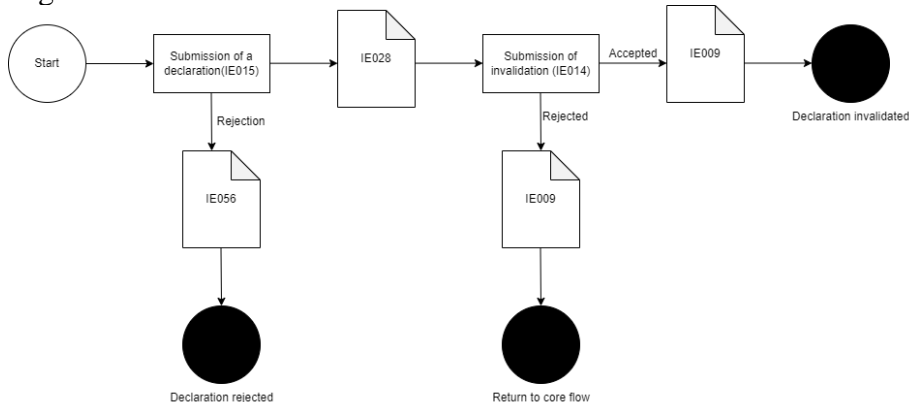 Start
Submission of a
declaration(IE015)
IE028
Submission of
invalidation (IE014)
Accepted
IE009
Declaration invalidated
Rejection
Rejected
IE056
IE009
Declaration rejected
Return to core flow